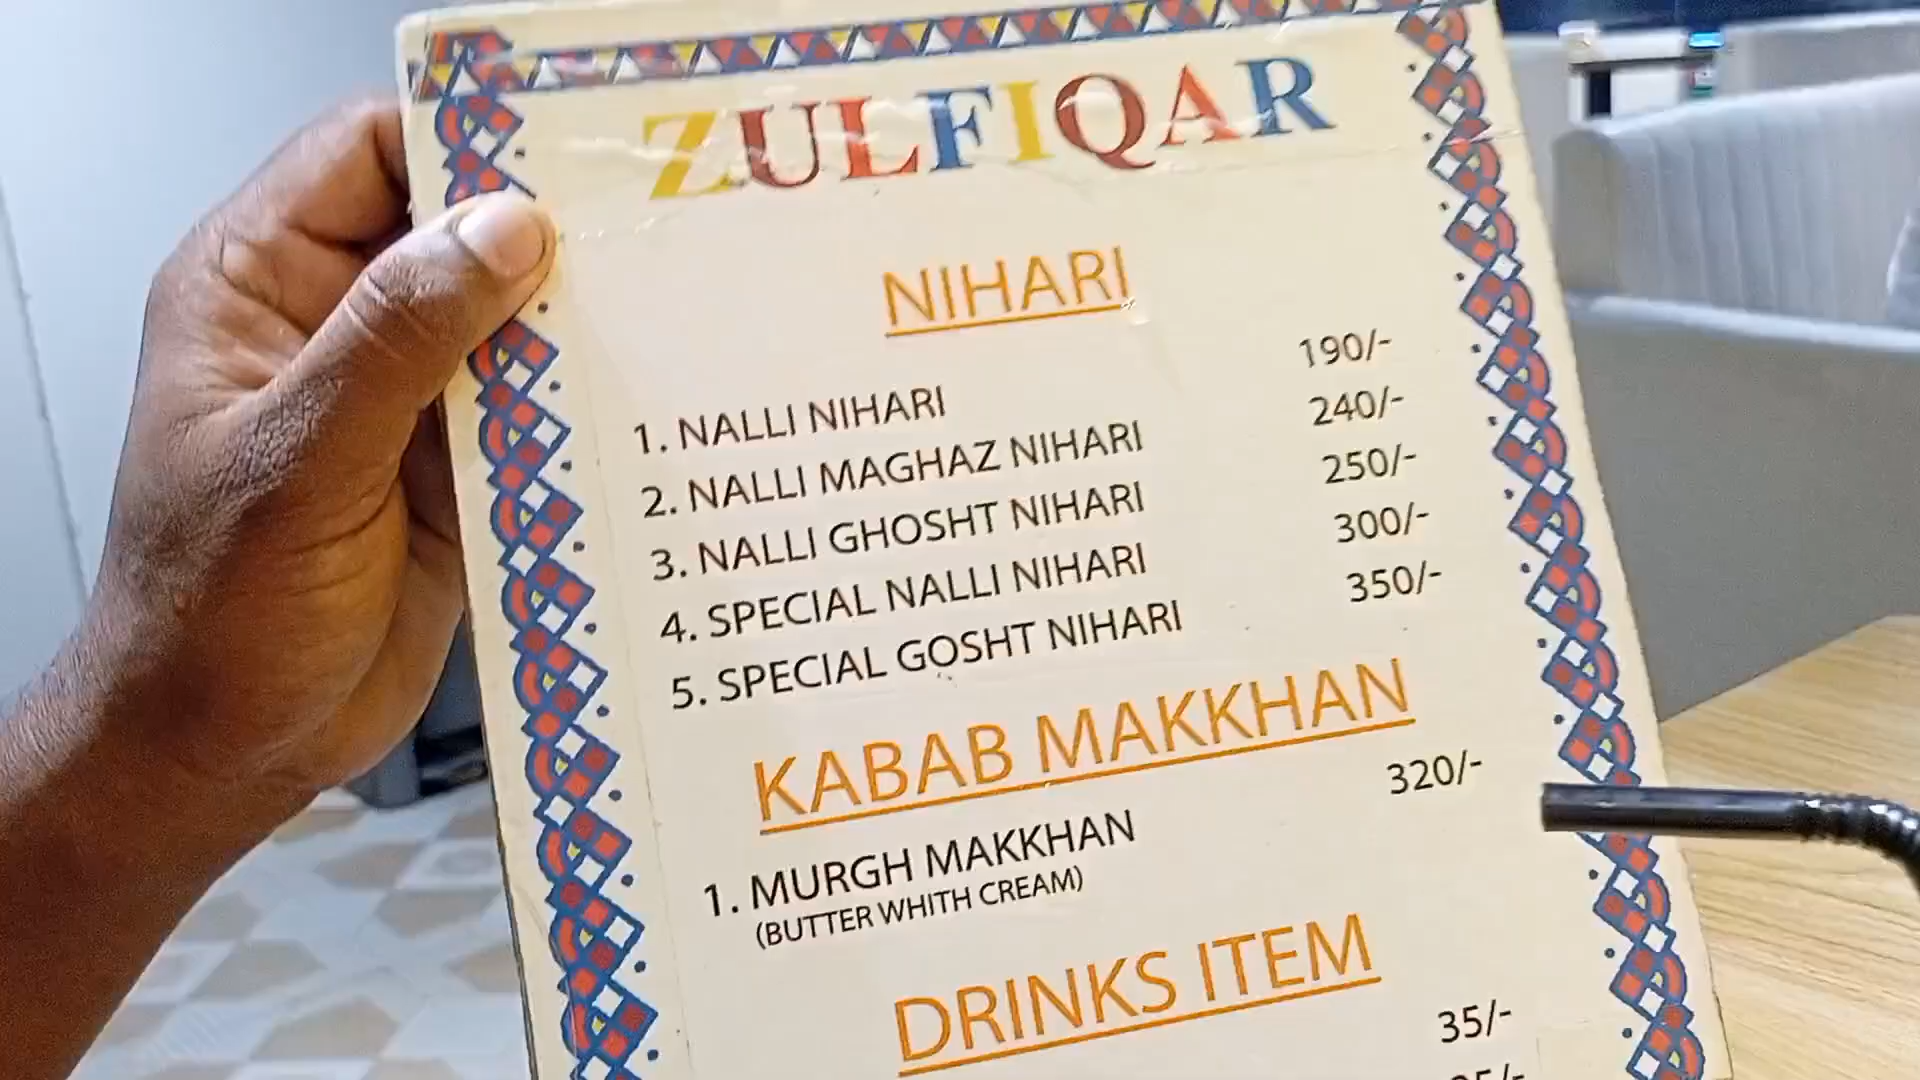 ZULFIQAR
NIHARI
1. NALLI NIHARI 190/-
2. NALLI MAGHAZ NIHARI 240/-
3. NALLI GHOSHT NIHARI 250/-
4. SPECIAL NALLI NIHARI 300/-
5. SPECIAL GOSHT NIHARI 350/-
KABAB MAKKHAN
1. MURGH MAKKHAN 320/-
(BUTTER WHITH CREAM)
DRINKS ITEM
35/-